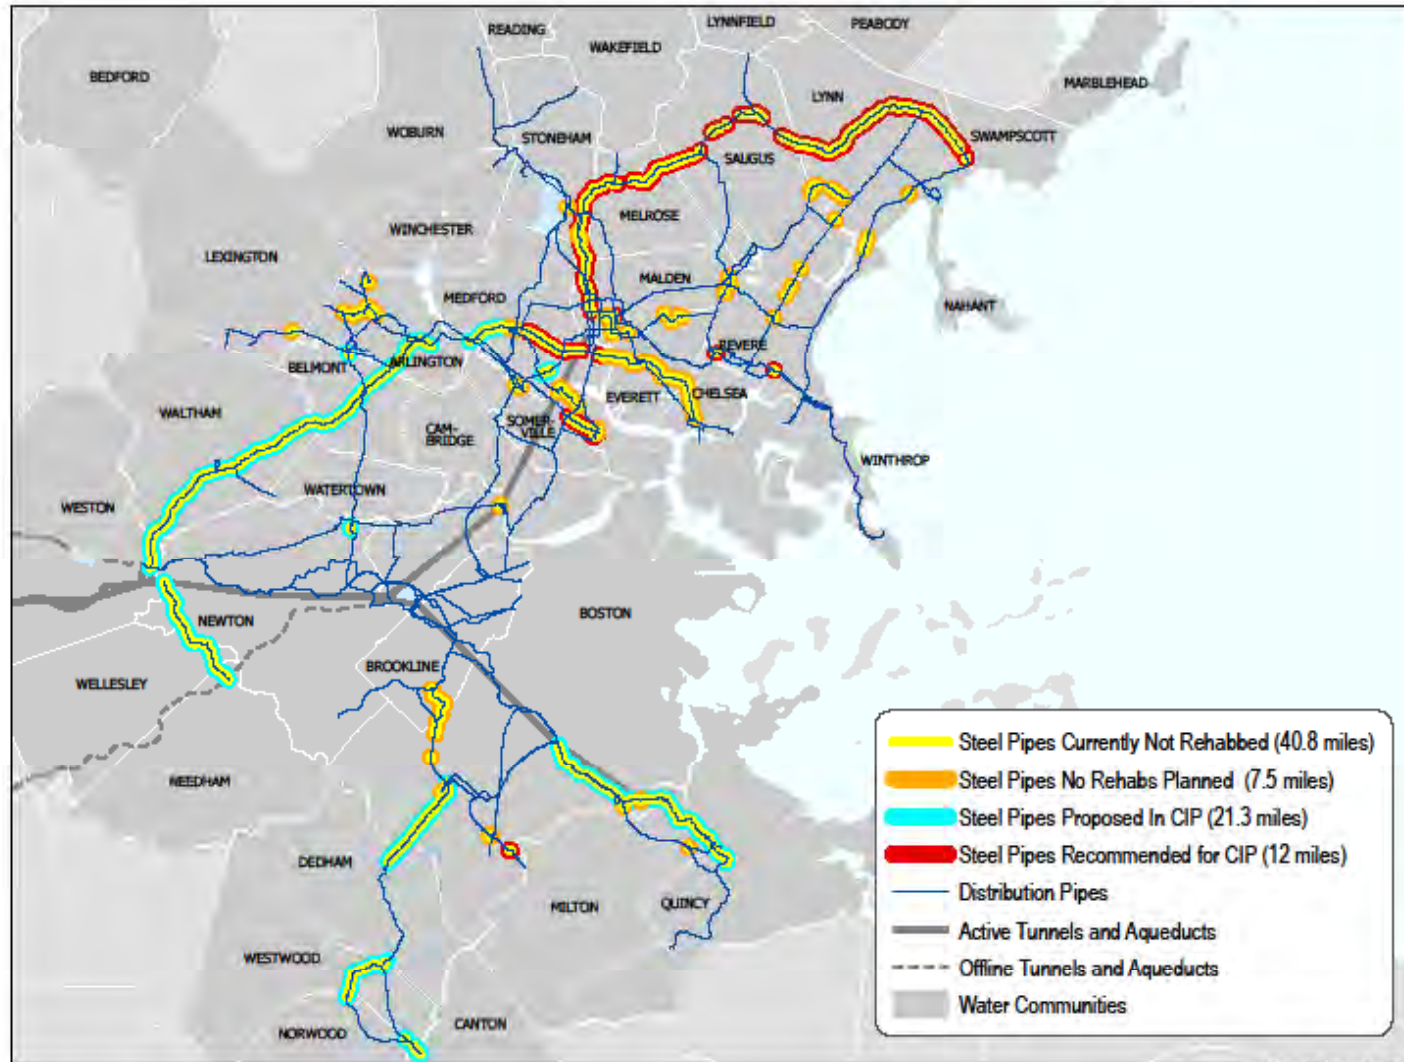 LYNNFIELD
PEABODY
READING
WAKEFIELD
BEDFORD
MARBLEHEAD
LYNN
WOBURN
STONEHAM
SWAMPSCOTT
SAUGUS
MELROSE
WINCHESTER
LEXINGTON
MALDEN
MEDFORD
NAHANT
REVERE
BELMONT
ARLINGTON
CHELSEA
EVERETT
WALTHAM
CAM-
BRIDGE
SOMER-
VILLE
WINTHROP
WATERTOWN
WESTON
BOSTON
NEWTON
BROOKLINE
WELLESLEY
NEEDHAM
DEDHAM
MILTON
QUINCY
WESTWOOD
NORWOOD
CANTON
Steel Pipes Currently Not Rehabbed (40.8 miles)
Steel Pipes No Rehabs Planned (7.5 miles)
Steel Pipes Proposed In CIP (21.3 miles)
Steel Pipes Recommended for CIP (12 miles)
Distribution Pipes
Active Tunnels and Aqueducts
Offline Tunnels and Aqueducts
Water Communities